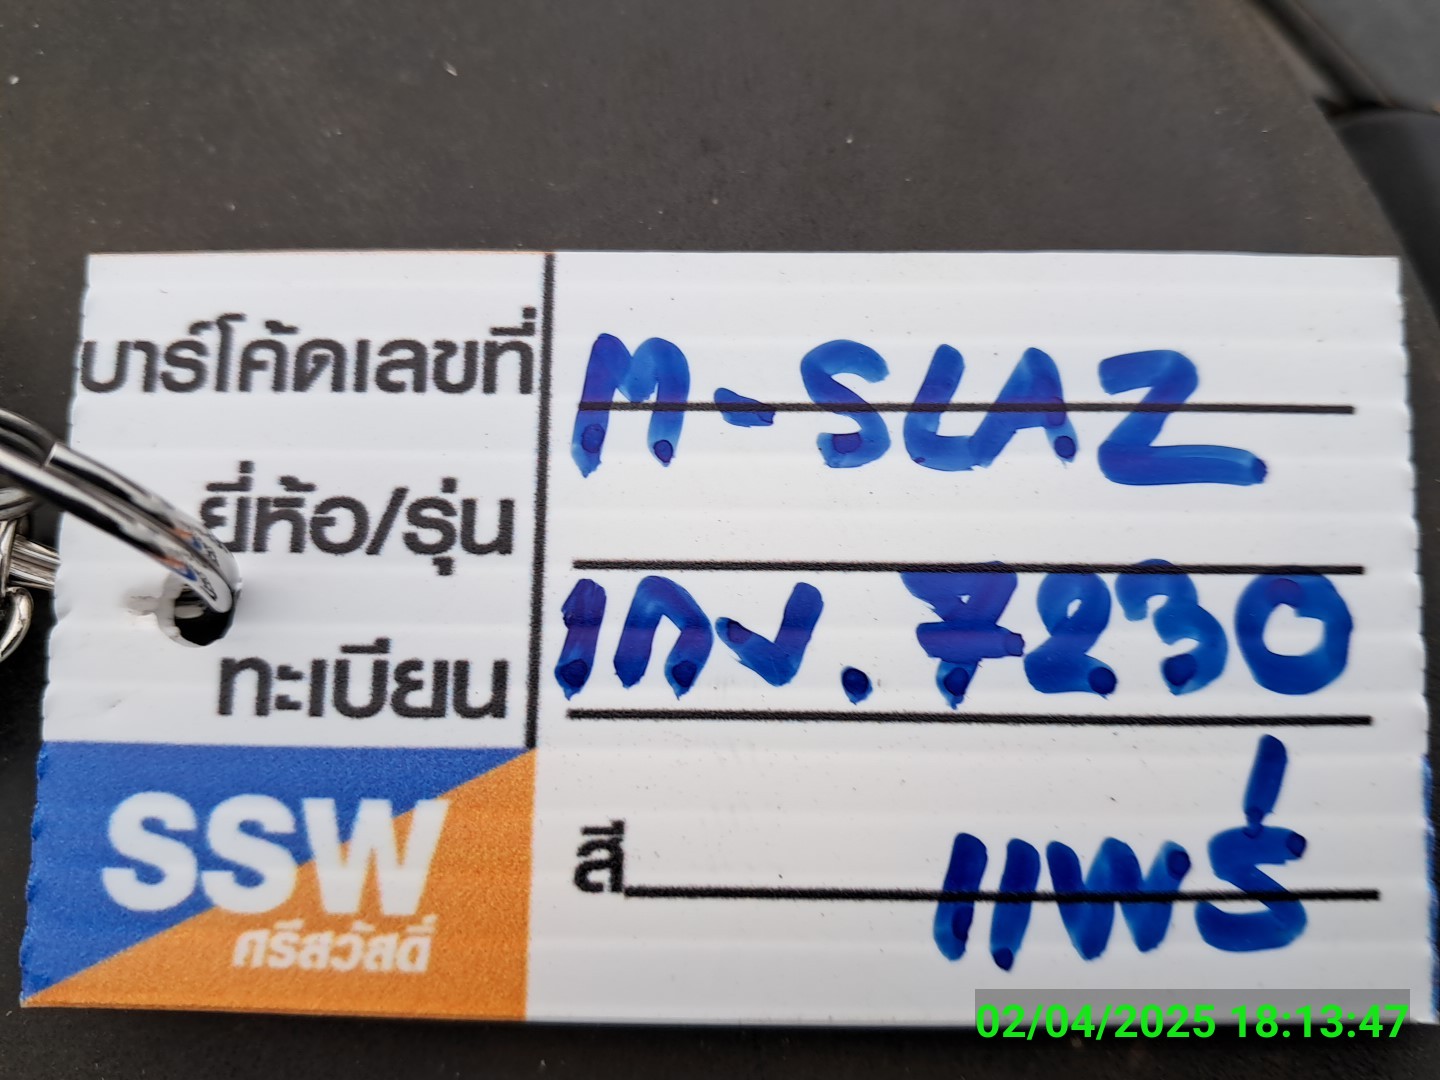 บาร์โค้ดเลขที่
M-SLAZ
ยี่ห้อ/รุ่น
ทะเบียน
1กง. 7230
สี
แพร่
SSW
ศรีสวัสดิ์
02/04/2025 18:13:47